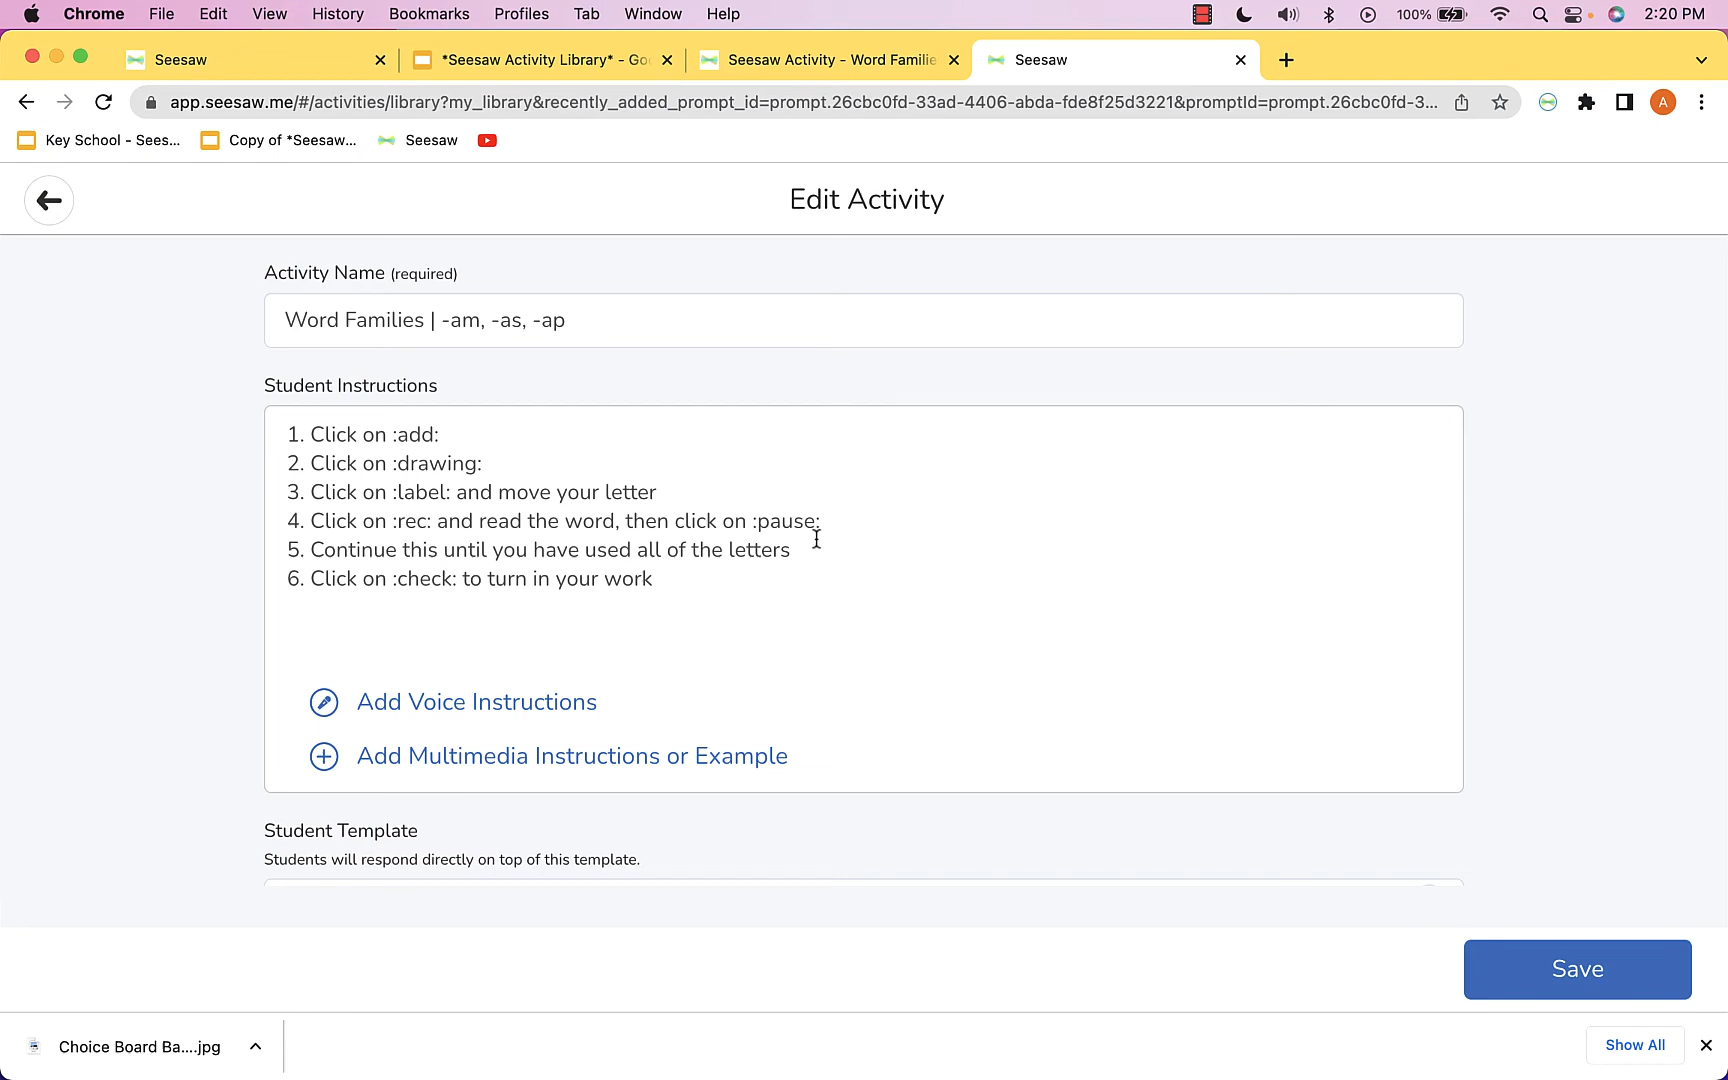 Chrome File Edit View History Bookmarks Profiles Tab Window Help 100% 2:20 PM
Seesaw *Seesaw Activity Library* - Goo Seesaw Activity - Word Familie Seesaw
app.seesaw.me/#/activities/library?my_library&recently_added_prompt_id=prompt.26cbc0fd-33ad-4406-abda-fde8f25d3221&promptId=prompt.26cbc0fd-3... A
Key School - Sees... Copy of *Seesaw... Seesaw
Edit Activity
Activity Name (required)
Word Families | -am, -as, -ap
Student Instructions
1. Click on :add:
2. Click on :drawing:
3. Click on :label: and move your letter
4. Click on :rec: and read the word, then click on :pause:
5. Continue this until you have used all of the letters
6. Click on :check: to turn in your work
Add Voice Instructions
Add Multimedia Instructions or Example
Student Template
Students will respond directly on top of this template.
Save
Choice Board Ba....jpg Show All